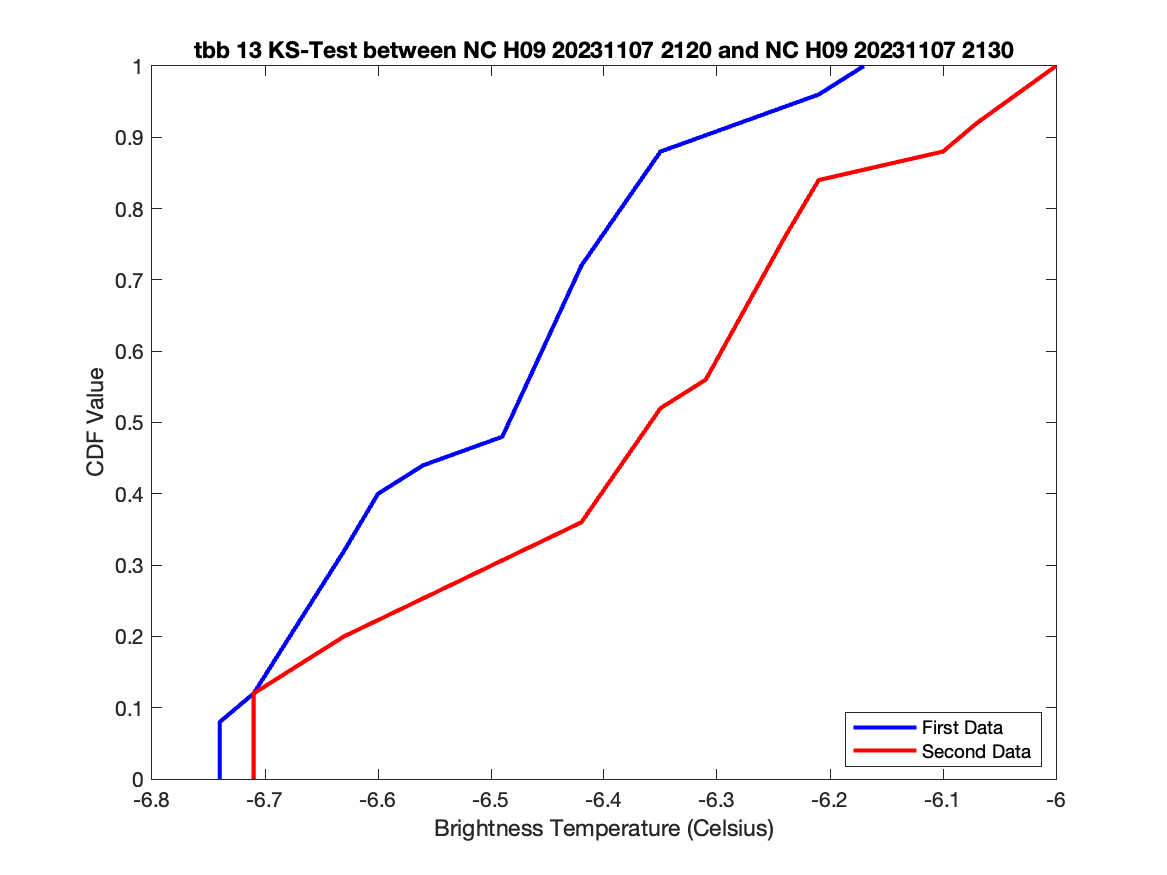 tbb 13 KS-Test between NC H09 20231107 2120 and NC H09 20231107 2130
1
0.9
0.8
0.7
0.6
0.5
0.4
0.3
0.2
0.1
0
CDF Value
First Data
Second Data
-6.8 -6.7 -6.6 -6.5 -6.4 -6.3 -6.2 -6.1 -6
Brightness Temperature (Celsius)